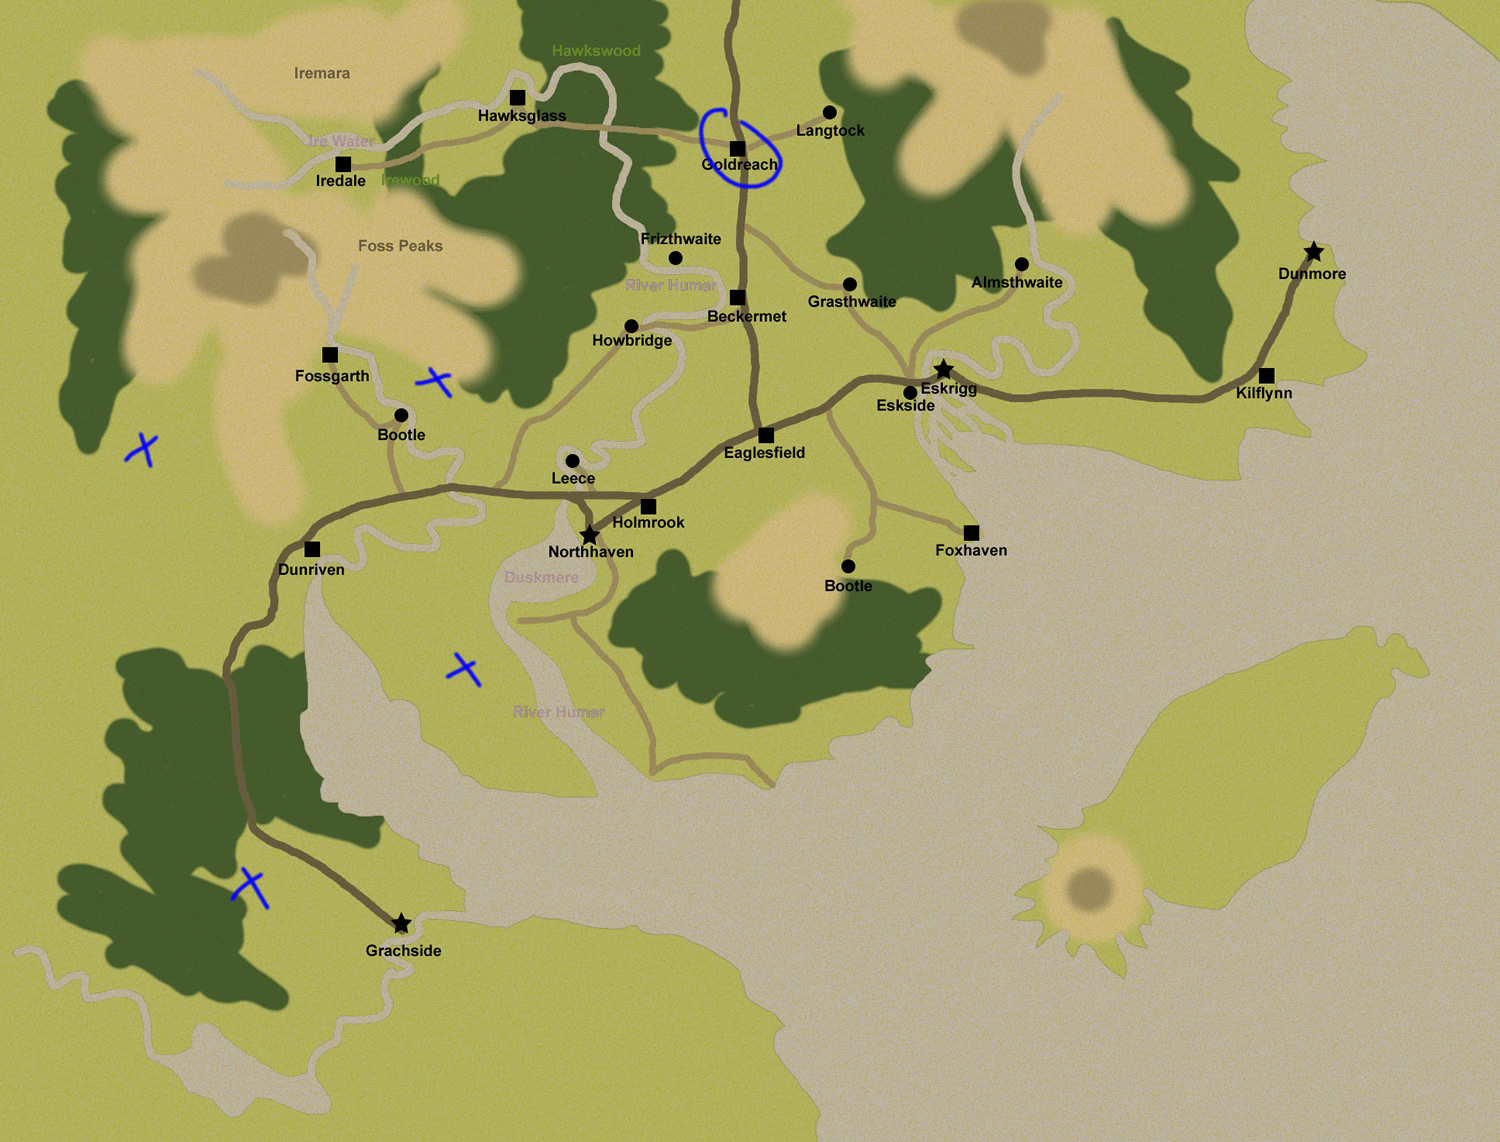 Hawkswood
Iremara
Hawksglass
Langtock
Ire Water
Goldreach
Iredale
Irewood
Frizthwaite
Foss Peaks
Dunmore
Almsthwaite
River Humar
Grasthwaite
Beckermet
Howbridge
Fossgarth
Eskrigg
Kilflynn
Eskside
Bootle
Eaglesfield
Leece
Holmrook
Northhaven
Foxhaven
Dunriven
Duskmere
Bootle
River Humar
Grachside